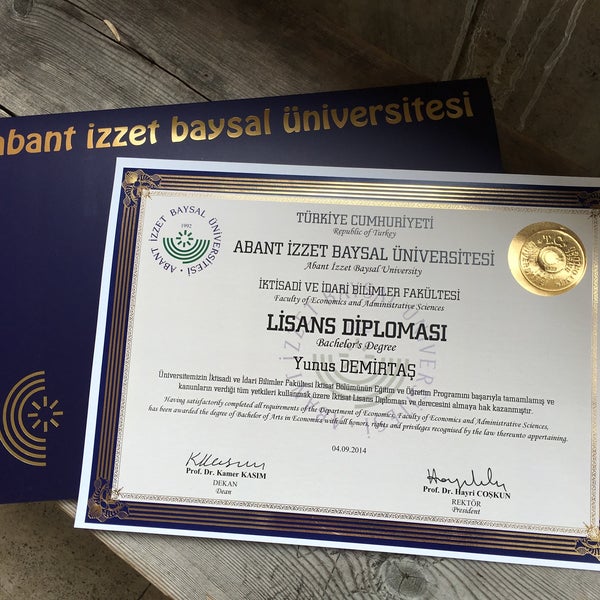 abant izzet baysal üniversitesi
ABANT İZZET BAYSAL ÜNİVERSİTESİ
1992
TÜRKİYE CUMHURİYETİ
Republic of Turkey
ABANT İZZET BAYSAL ÜNİVERSİTESİ
Abant İzzet Baysal University
İKTİSADİ VE İDARİ BİLİMLER FAKÜLTESİ
Faculty of Economics and Administrative Sciences
LİSANS DİPLOMASI
Bachelor's Degree
Yunus DEMİRTAŞ
Üniversitemizin İktisadi ve İdari Bilimler Fakültesi İktisat Bölümünün Eğitim ve Öğretim Programını başarıyla tamamlamış ve
kanunların verdiği tüm yetkileri kullanmak üzere İktisat Lisans Diploması ve derecesini almaya hak kazanmıştır.
Having satisfactorily completed all requirements of the Department of Economics, Faculty of Economics and Administrative Sciences,
has been awarded the degree of Bachelor of Arts in Economics with all honors, rights and privileges recognised by the law thereunto appertaining.
04.09.2014
Prof. Dr. Kamer KASIM
DEKAN
Dean
Prof. Dr. Hayri COŞKUN
REKTÖR
President